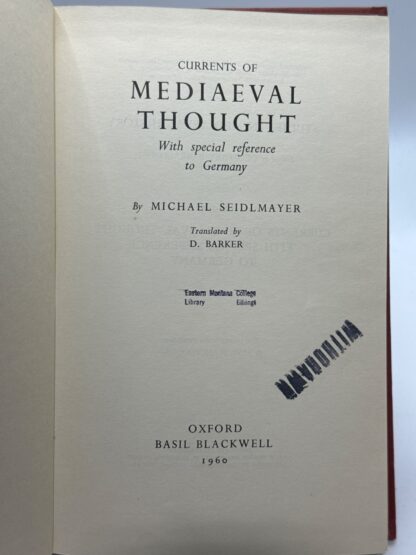 CURRENTS OF
MEDIAEVAL
THOUGHT
With special reference
to Germany
By MICHAEL SEIDLMAYER
Translated by
D. BARKER
Eastern Montana College
Library Billings
WITHDRAWN
OXFORD
BASIL BLACKWELL
1960